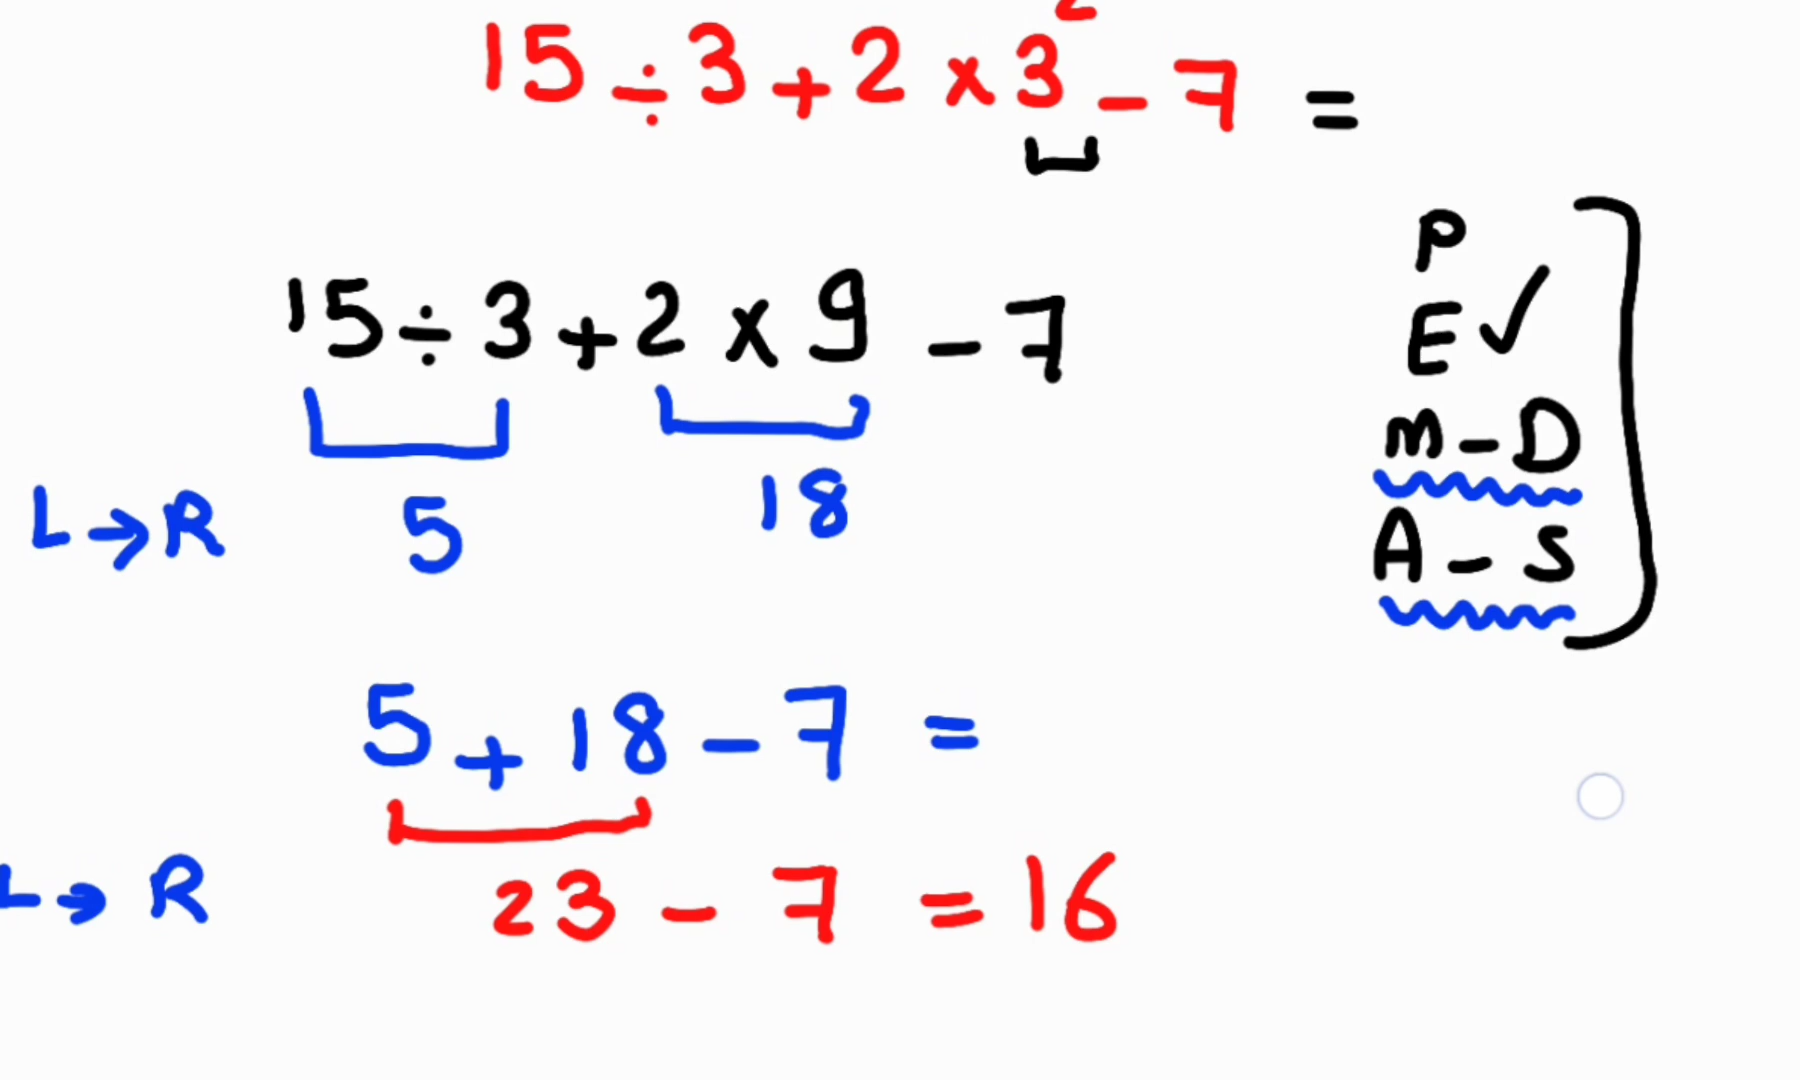 15 ÷ 3 + 2 × 3² - 7 =
P
15 ÷ 3 + 2 × 9 - 7
E ✓
m - D
L → R 5 18
A - S
5 + 18 - 7 =
L → R 23 - 7 = 16